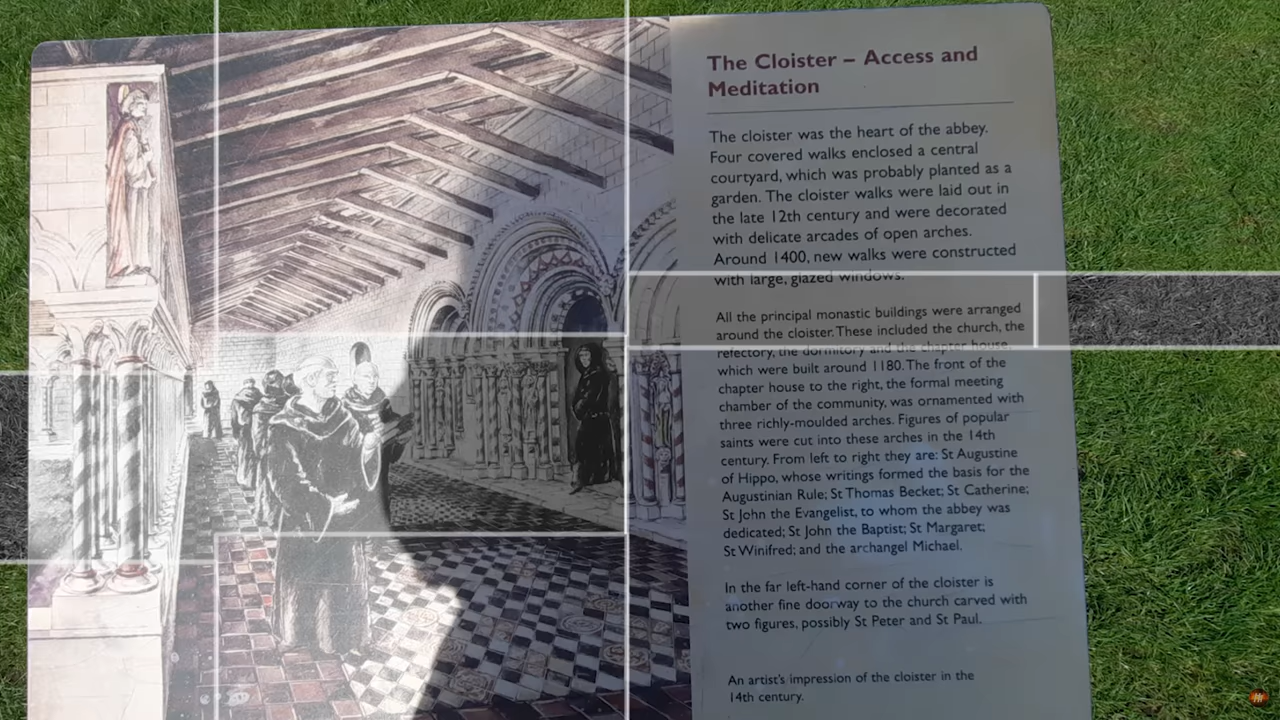 The Cloister – Access and
Meditation
The cloister was the heart of the abbey.
Four covered walks enclosed a central
courtyard, which was probably planted as a
garden. The cloister walks were laid out in
the late 12th century and were decorated
with delicate arcades of open arches.
Around 1400, new walks were constructed
with large, glazed windows.
All the principal monastic buildings were arranged
around the cloister. These included the church, the
refectory, the dormitory and the chapter house,
which were built around 1180. The front of the
chapter house to the right, the formal meeting
chamber of the community, was ornamented with
three richly-moulded arches. Figures of popular
saints were cut into these arches in the 14th
century. From left to right they are: St Augustine
of Hippo, whose writings formed the basis for the
Augustinian Rule; St Thomas Becket; St Catherine;
St John the Evangelist, to whom the abbey was
dedicated; St John the Baptist; St Margaret;
St Winifred; and the archangel Michael.
In the far left-hand corner of the cloister is
another fine doorway to the church carved with
two figures, possibly St Peter and St Paul.
An artist's impression of the cloister in the
14th century.